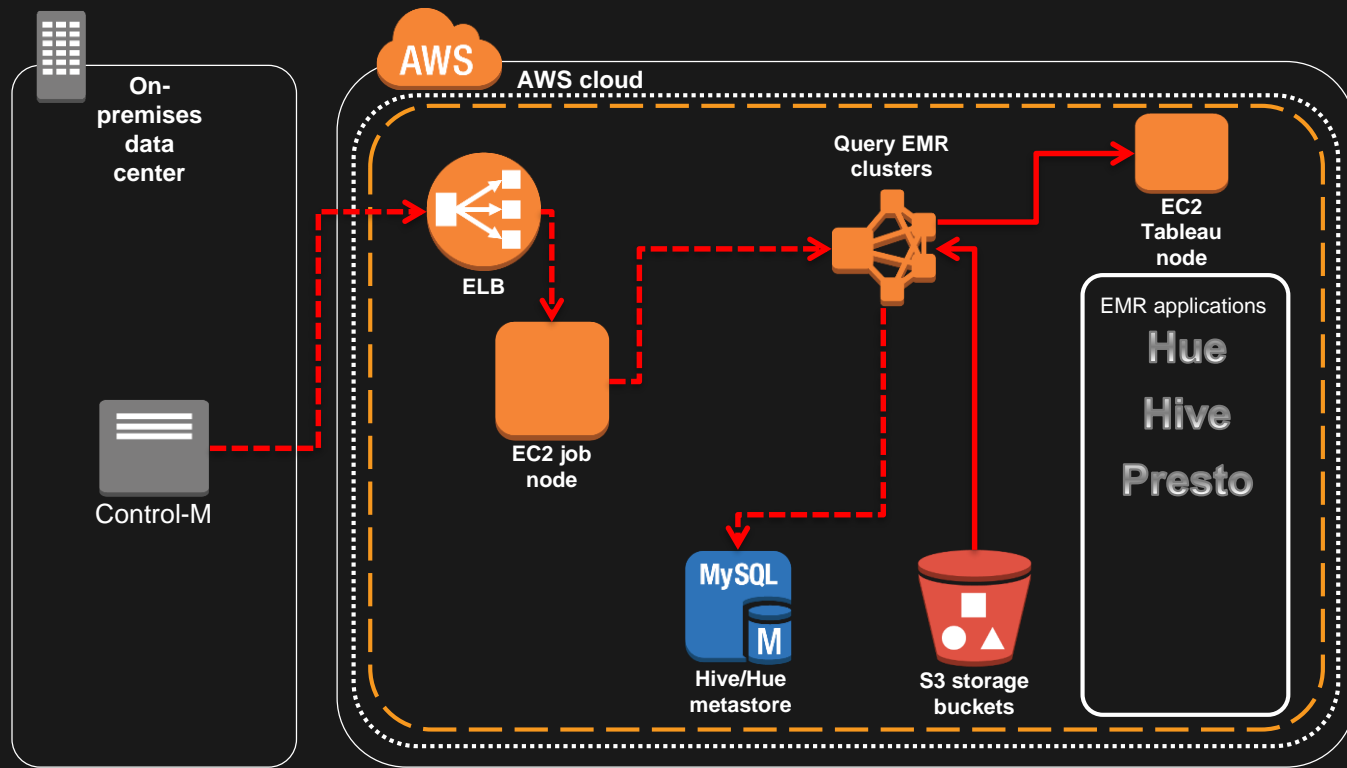 On-
premises
data
center
Control-M
AWS
AWS cloud
ELB
EC2 job
node
Query EMR
clusters
EC2
Tableau
node
EMR applications
Hue
Hive
Presto
MySQL
M
Hive/Hue
metastore
S3 storage
buckets